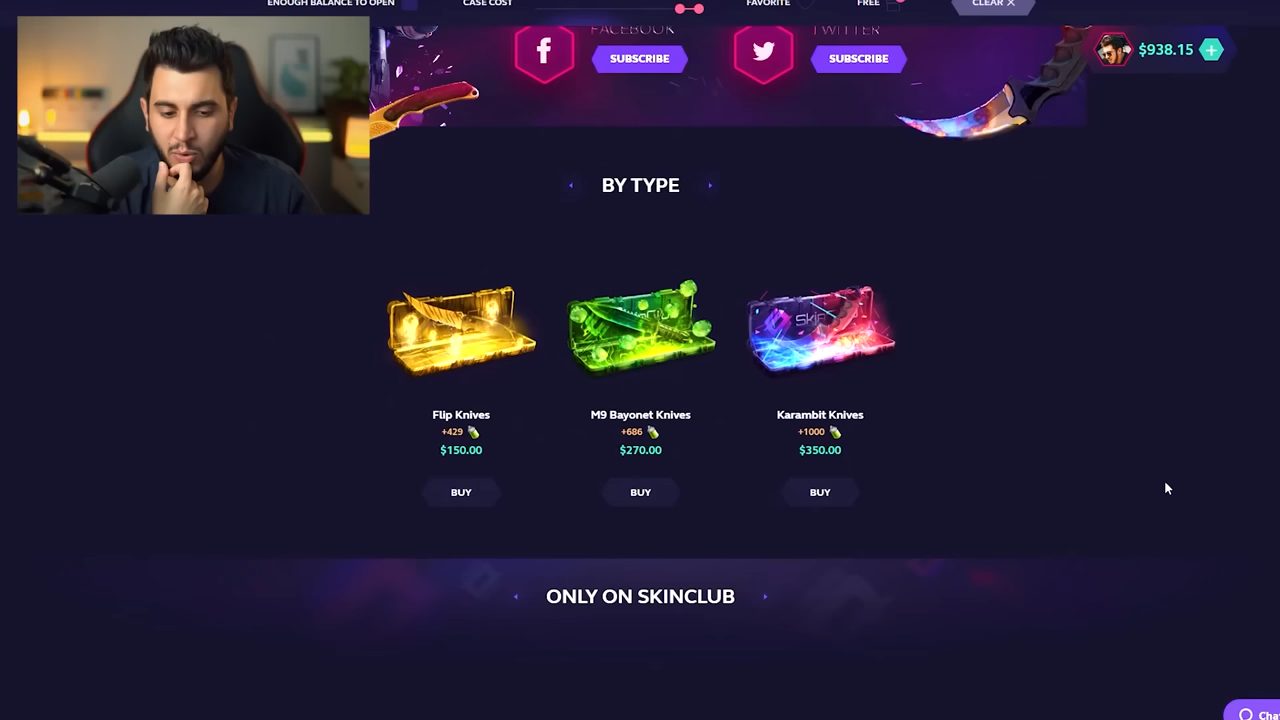 ENOUGH BALANCE TO OPEN
CASE COST
FAVORITE
FREE
CLEAR ✕
FACEBOOK
TWITTER
f
SUBSCRIBE
SUBSCRIBE
$938.15 +
BY TYPE
Flip Knives
M9 Bayonet Knives
Karambit Knives
+429
+686
+1000
$150.00
$270.00
$350.00
BUY
BUY
BUY
ONLY ON SKINCLUB